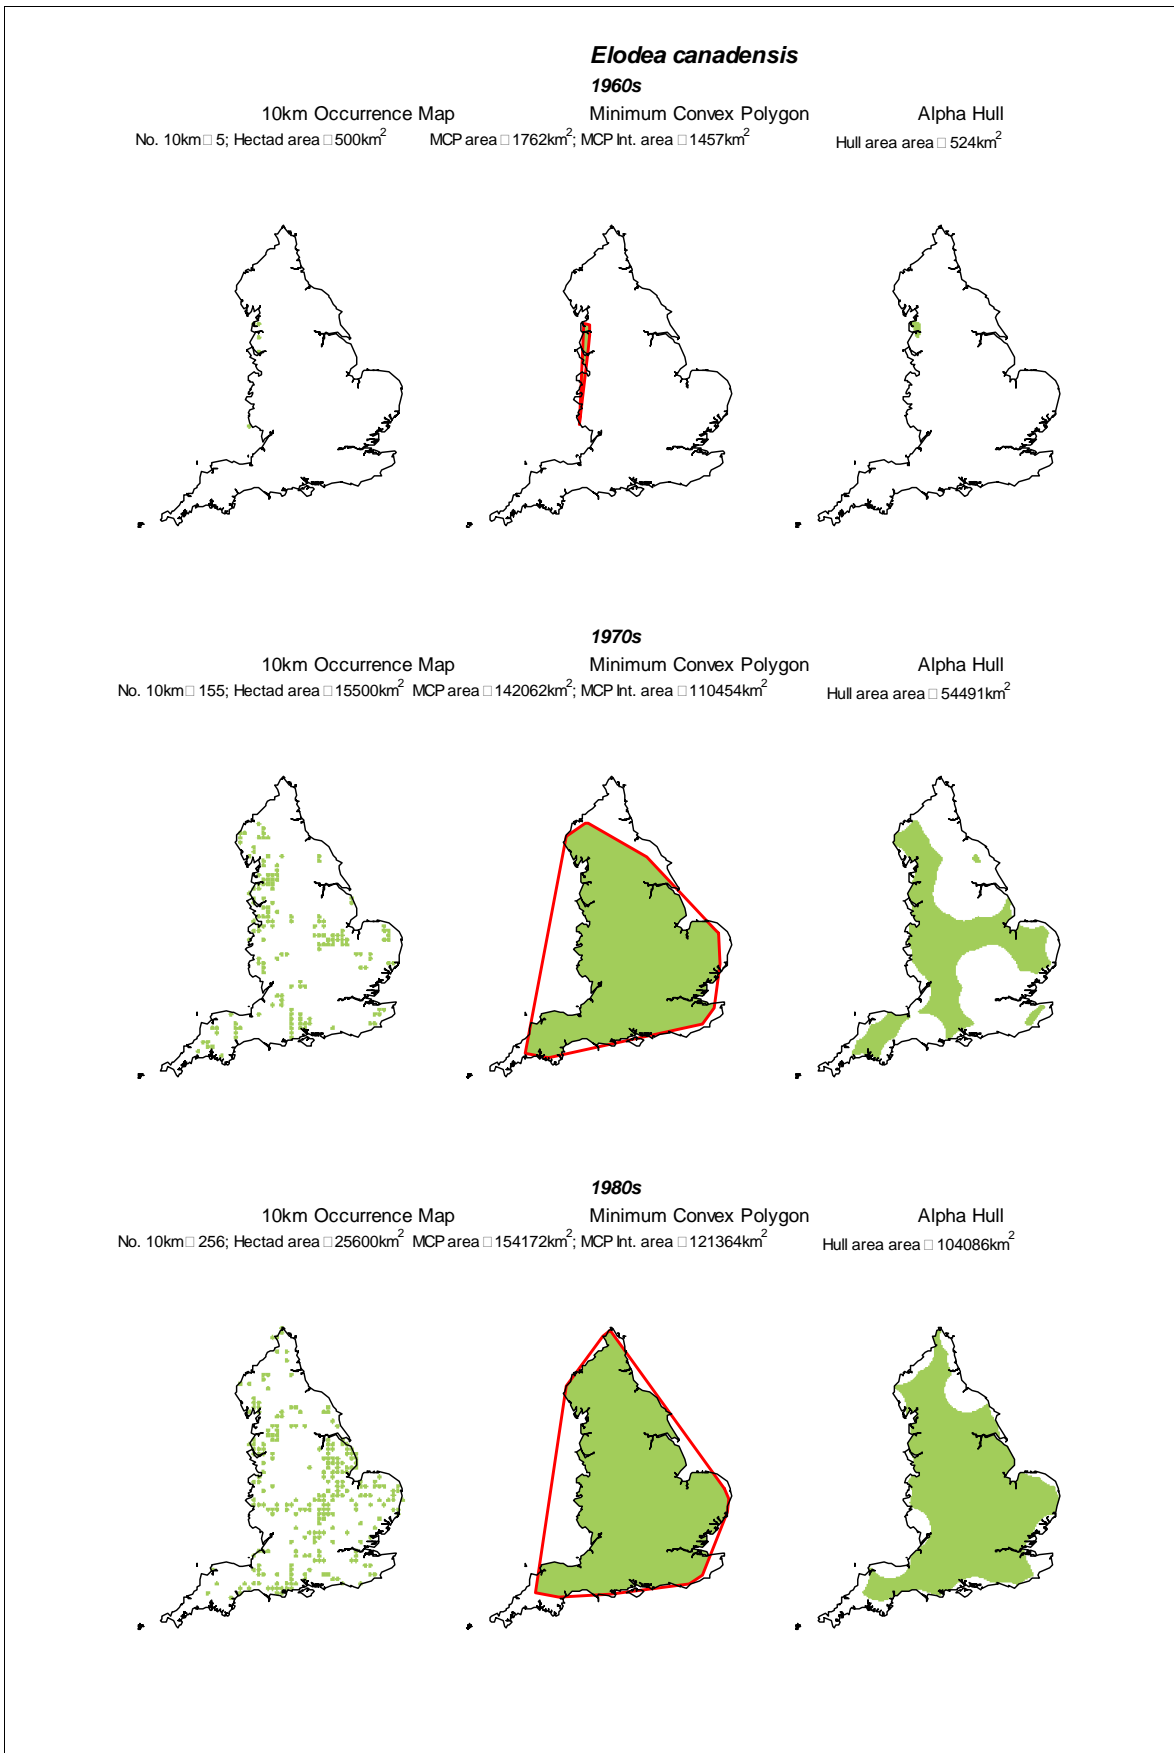 Elodea canadensis
1960s
10km Occurrence Map Minimum Convex Polygon Alpha Hull
No. 10km□5; Hectad area□500km² MCP area□1762km²; MCP Int. area□1457km² Hull area area□524km²
1970s
10km Occurrence Map Minimum Convex Polygon Alpha Hull
No. 10km□155; Hectad area□15500km² MCP area□142062km²; MCP Int. area□110454km² Hull area area□54491km²
1980s
10km Occurrence Map Minimum Convex Polygon Alpha Hull
No. 10km□256; Hectad area□25600km² MCP area□154172km²; MCP Int. area□121364km² Hull area area□104086km²